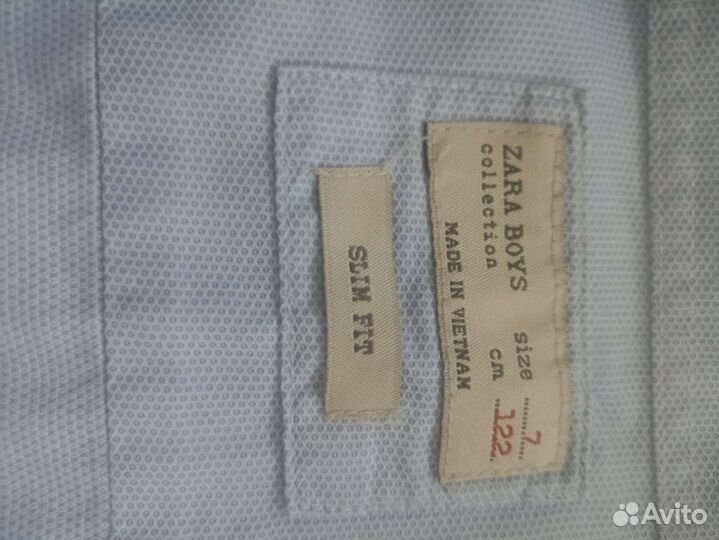 ZARA BOYS size 7
collection cm 122
MADE IN VIETNAM
SLIM FIT
Avito